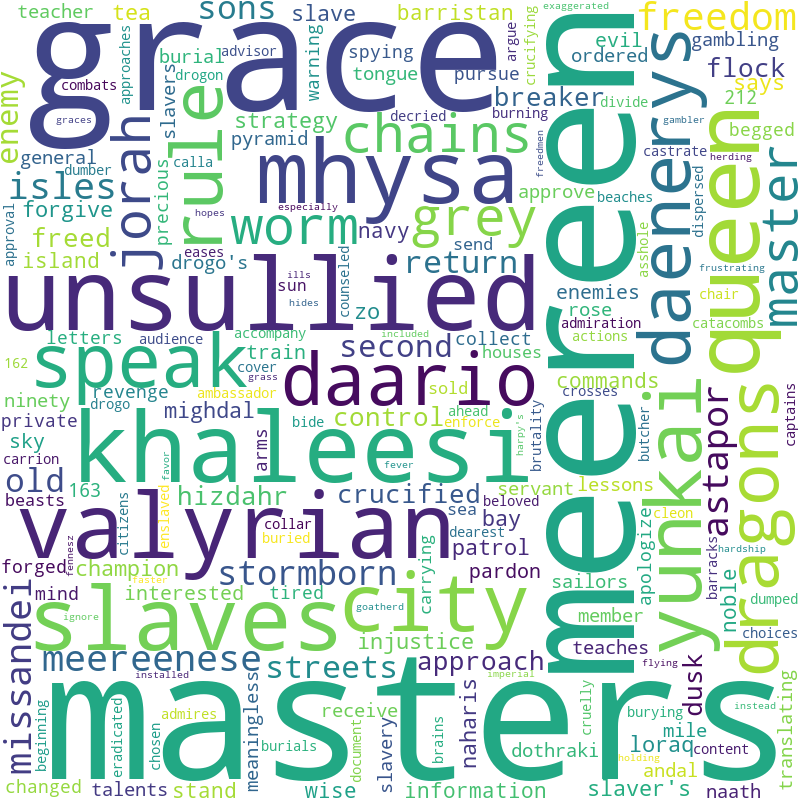 teacher
tea
sons
slave
barristan
exaggerated
evil
freedom
combats
grace
approaches
burial
advisor
drogon
spying
warning
tongue
pursue
argue
crucifying
ordered
gambling
flock
says
enemy
graces
slavers
strategy
breaker
burning
divide
212
gambler
begged
general
dumber
jorah
rule
calla
pyramid
decried
chains
freedmen
castrate
herding
approval
forgive
precious
hopes
mhysa
especially
approve
beaches
dispersed
daenerys
queen
master
isles
freed
island
eases
worm
navy
grey
send
meereen
asshole
frustrating
drogo's
ills
sun
hides
counseled
return
zo
enemies
rose
admiration
chair
catacombs
unsullied
actions
letters
audience
accompany
included
second
collect
houses
162
speak
train
cover
grass
daario
commands
crosses
yunkai
dragons
astapor
captains
ninety
revenge
drogo
ambassador
sold
bide
ahead
enforce
harpy's
brutality
butcher
private
mighdal
control
sky
carrion
khaleesi
favor
fever
arms
servant
lessons
old
beasts
163
citizens
enslaved
hizdahr
crucified
beloved
collar
sea
bay
cleon
buried
valyrian
dearest
forged
fennesz
champion
stormborn
patrol
pardon
apologize
barracks
hardship
mind
interested
tired
faster
carrying
sailors
noble
dumped
missandei
ignore
slaves
goatherd
city
injustice
member
teaches
choices
meereenese
streets
approach
installed
imperial
flying
instead
dusk
translating
masters
beginning
eradicated
chosen
admires
meaningless
receive
document
naharis
cruelly
burying
mile
burials
slavery
brains
dothraki
loraq
content
holding
andal
changed
talents
stand
wise
information
slaver's
naath